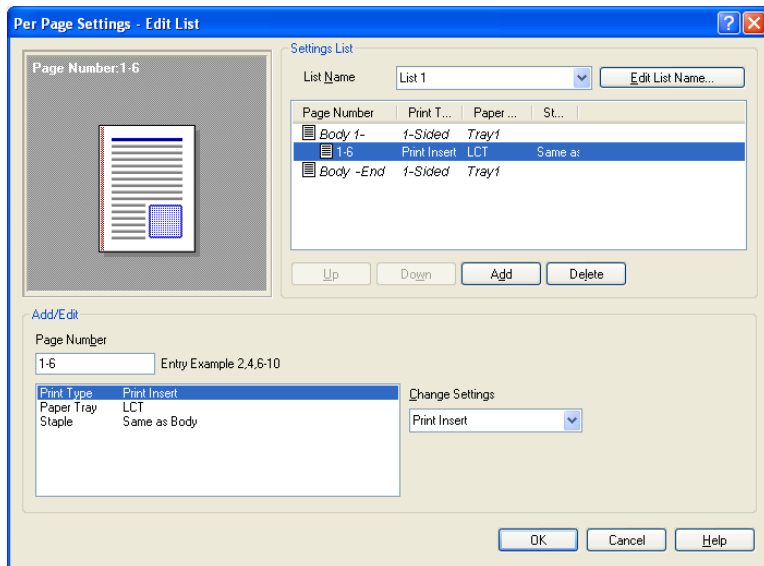 Per Page Settings - Edit List
Page Number:1-6
Settings List
List Name List 1 Edit List Name...
Page Number Print T... Paper ... St...
Body 1- 1-Sided Tray1
1-6 Print Insert LCT Same as
Body -End 1-Sided Tray1
Up Down Add Delete
Add/Edit
Page Number
1-6 Entry Example 2,4,6-10
Print Type Print Insert
Paper Tray LCT
Staple Same as Body
Change Settings
Print Insert
OK Cancel Help